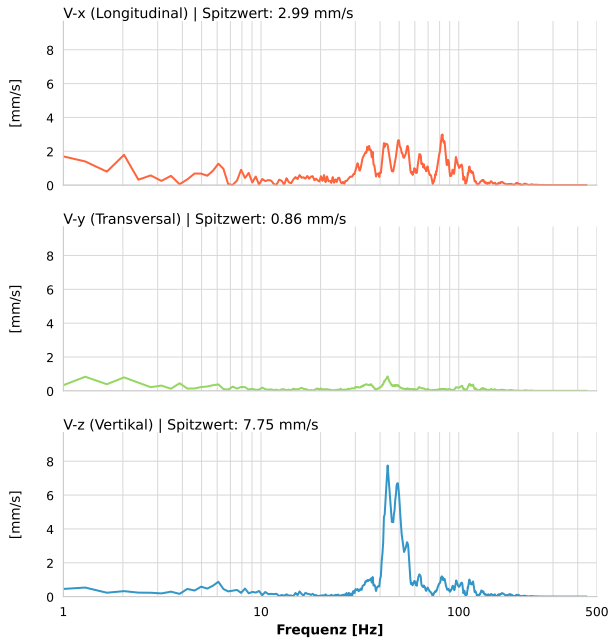 V-x (Longitudinal) | Spitzwert: 2.99 mm/s
[mm/s]
8
6
4
2
0
V-y (Transversal) | Spitzwert: 0.86 mm/s
[mm/s]
8
6
4
2
0
V-z (Vertikal) | Spitzwert: 7.75 mm/s
[mm/s]
8
6
4
2
0
1 10 100 500
Frequenz [Hz]